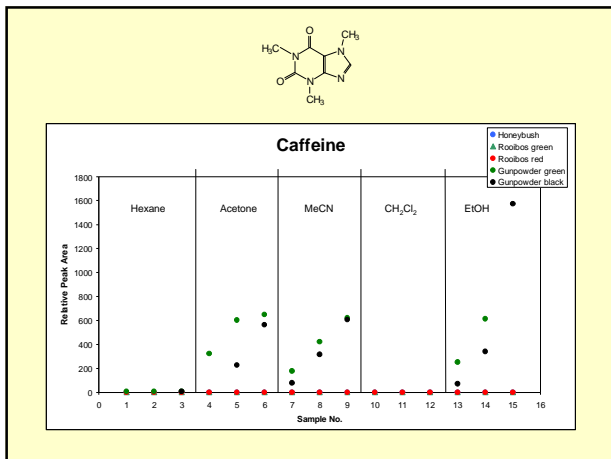 O
CH₃
H₃C
N
N
O
N
N
CH₃
Caffeine
Honeybush
Rooibos green
Rooibos red
Gunpowder green
Gunpowder black
Relative Peak Area
1800
1600
1400
1200
1000
800
600
400
200
0
Hexane Acetone MeCN CH₂Cl₂ EtOH
0 1 2 3 4 5 6 7 8 9 10 11 12 13 14 15 16
Sample No.